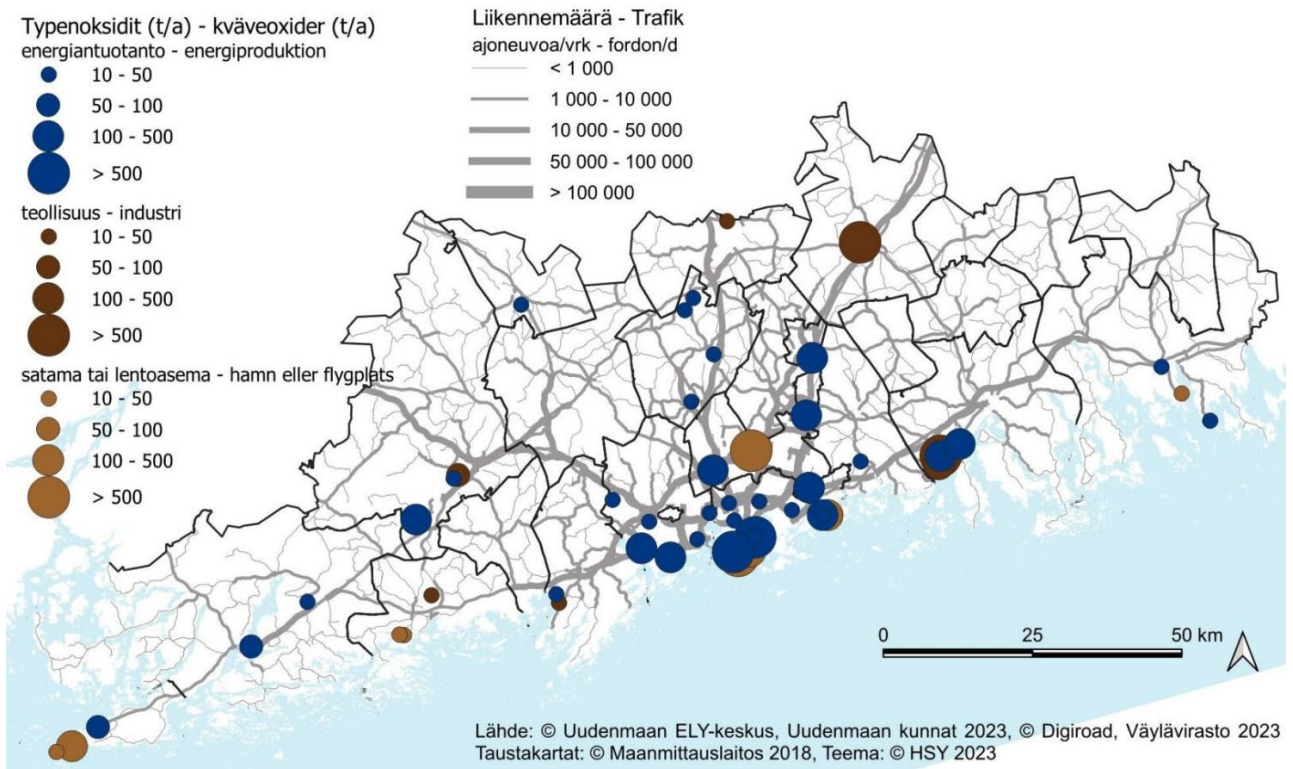 Typenoksidit (t/a) - kväveoxider (t/a)
energiantuotanto - energiproduktion
10 - 50
50 - 100
100 - 500
> 500
teollisuus - industri
10 - 50
50 - 100
100 - 500
> 500
satama tai lentoasema - hamn eller flygplats
10 - 50
50 - 100
100 - 500
> 500
Liikennemäärä - Trafik
ajoneuvoa/vrk - fordon/d
< 1 000
1 000 - 10 000
10 000 - 50 000
50 000 - 100 000
> 100 000
0 25 50 km
Lähde: © Uudenmaan ELY-keskus, Uudenmaan kunnat 2023, © Digiroad, Väylävirasto 2023
Taustakartat: © Maanmittauslaitos 2018, Teema: © HSY 2023